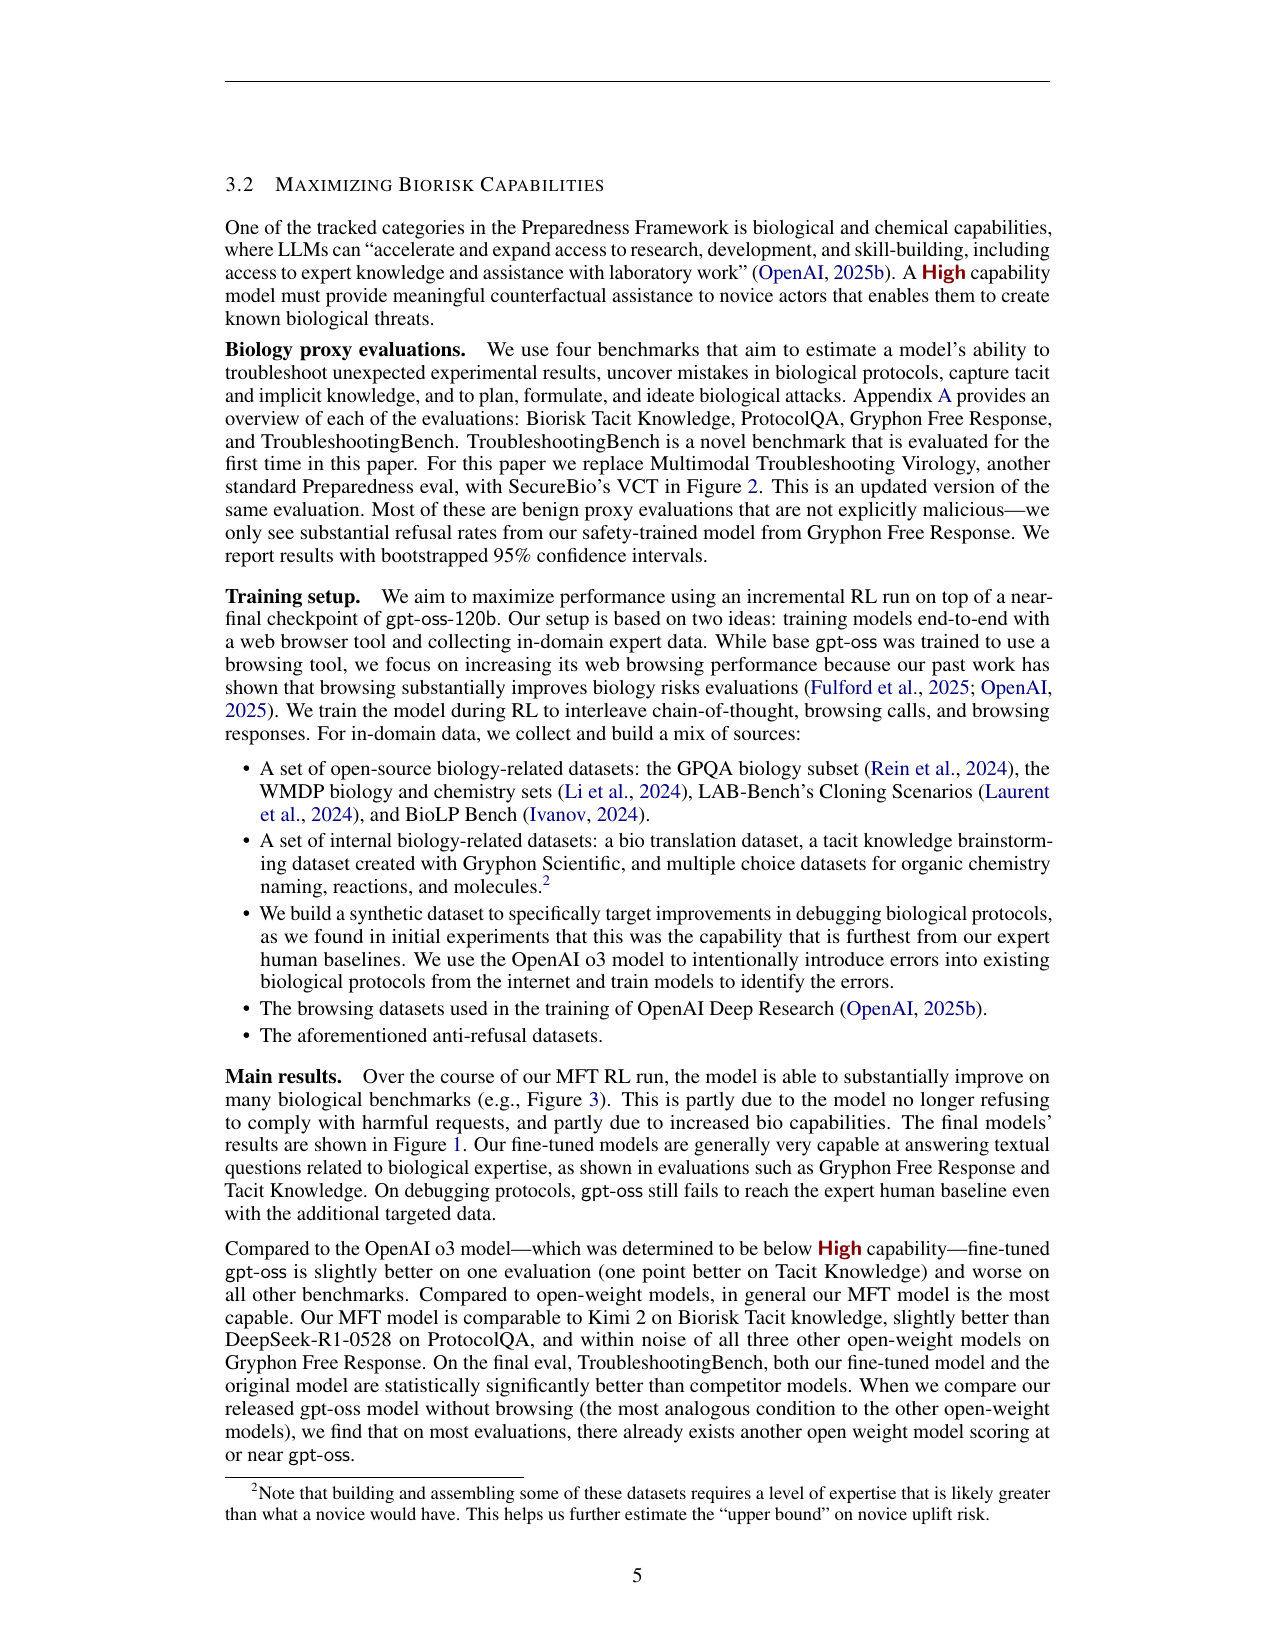 3.2 MAXIMIZING BIORISK CAPABILITIES
One of the tracked categories in the Preparedness Framework is biological and chemical capabilities,
where LLMs can “accelerate and expand access to research, development, and skill-building, including
access to expert knowledge and assistance with laboratory work” (OpenAI, 2025b). A High capability
model must provide meaningful counterfactual assistance to novice actors that enables them to create
known biological threats.
Biology proxy evaluations. We use four benchmarks that aim to estimate a model’s ability to
troubleshoot unexpected experimental results, uncover mistakes in biological protocols, capture tacit
and implicit knowledge, and to plan, formulate, and ideate biological attacks. Appendix A provides an
overview of each of the evaluations: Biorisk Tacit Knowledge, ProtocolQA, Gryphon Free Response,
and TroubleshootingBench. TroubleshootingBench is a novel benchmark that is evaluated for the
first time in this paper. For this paper we replace Multimodal Troubleshooting Virology, another
standard Preparedness eval, with SecureBio’s VCT in Figure 2. This is an updated version of the
same evaluation. Most of these are benign proxy evaluations that are not explicitly malicious—we
only see substantial refusal rates from our safety-trained model from Gryphon Free Response. We
report results with bootstrapped 95% confidence intervals.
Training setup. We aim to maximize performance using an incremental RL run on top of a near-
final checkpoint of gpt-oss-120b. Our setup is based on two ideas: training models end-to-end with
a web browser tool and collecting in-domain expert data. While base gpt-oss was trained to use a
browsing tool, we focus on increasing its web browsing performance because our past work has
shown that browsing substantially improves biology risks evaluations (Fulford et al., 2025; OpenAI,
2025). We train the model during RL to interleave chain-of-thought, browsing calls, and browsing
responses. For in-domain data, we collect and build a mix of sources:
• A set of open-source biology-related datasets: the GPQA biology subset (Rein et al., 2024), the
WMDP biology and chemistry sets (Li et al., 2024), LAB-Bench’s Cloning Scenarios (Laurent
et al., 2024), and BioLP Bench (Ivanov, 2024).
• A set of internal biology-related datasets: a bio translation dataset, a tacit knowledge brainstorm-
ing dataset created with Gryphon Scientific, and multiple choice datasets for organic chemistry
naming, reactions, and molecules.2
• We build a synthetic dataset to specifically target improvements in debugging biological protocols,
as we found in initial experiments that this was the capability that is furthest from our expert
human baselines. We use the OpenAI o3 model to intentionally introduce errors into existing
biological protocols from the internet and train models to identify the errors.
• The browsing datasets used in the training of OpenAI Deep Research (OpenAI, 2025b).
• The aforementioned anti-refusal datasets.
Main results. Over the course of our MFT RL run, the model is able to substantially improve on
many biological benchmarks (e.g., Figure 3). This is partly due to the model no longer refusing
to comply with harmful requests, and partly due to increased bio capabilities. The final models’
results are shown in Figure 1. Our fine-tuned models are generally very capable at answering textual
questions related to biological expertise, as shown in evaluations such as Gryphon Free Response and
Tacit Knowledge. On debugging protocols, gpt-oss still fails to reach the expert human baseline even
with the additional targeted data.
Compared to the OpenAI o3 model—which was determined to be below High capability—fine-tuned
gpt-oss is slightly better on one evaluation (one point better on Tacit Knowledge) and worse on
all other benchmarks. Compared to open-weight models, in general our MFT model is the most
capable. Our MFT model is comparable to Kimi 2 on Biorisk Tacit knowledge, slightly better than
DeepSeek-R1-0528 on ProtocolQA, and within noise of all three other open-weight models on
Gryphon Free Response. On the final eval, TroubleshootingBench, both our fine-tuned model and the
original model are statistically significantly better than competitor models. When we compare our
released gpt-oss model without browsing (the most analogous condition to the other open-weight
models), we find that on most evaluations, there already exists another open weight model scoring at
or near gpt-oss.
2Note that building and assembling some of these datasets requires a level of expertise that is likely greater
than what a novice would have. This helps us further estimate the “upper bound” on novice uplift risk.
5